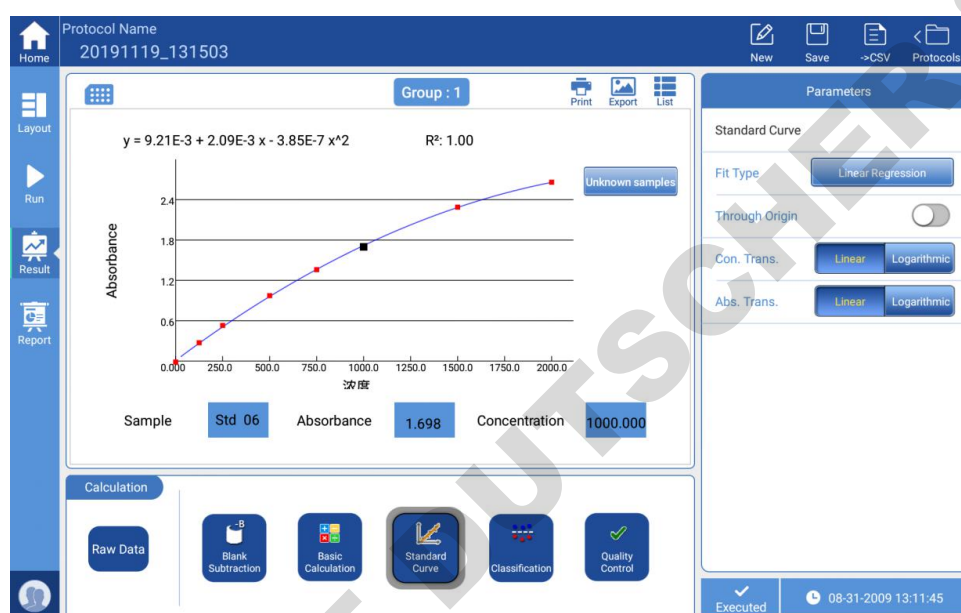 Protocol Name
20191119_131503
Home
New
Save
->CSV
Protocols
Layout
Run
Result
Report
Group : 1
Print
Export
List
y = 9.21E-3 + 2.09E-3 x - 3.85E-7 x^2
R²: 1.00
Unknown samples
Absorbance
2.4
1.8
1.2
0.6
0.000 250.0 500.0 750.0 1000.0 1250.0 1500.0 1750.0 2000.0
浓度
Sample Std 06 Absorbance 1.698 Concentration 1000.000
Parameters
Standard Curve
Fit Type Linear Regression
Through Origin
Con. Trans. Linear Logarithmic
Abs. Trans. Linear Logarithmic
Calculation
Raw Data
-B
Blank
Subtraction
Basic
Calculation
Standard
Curve
Classification
Quality
Control
Executed
08-31-2009 13:11:45
DUTSCHER